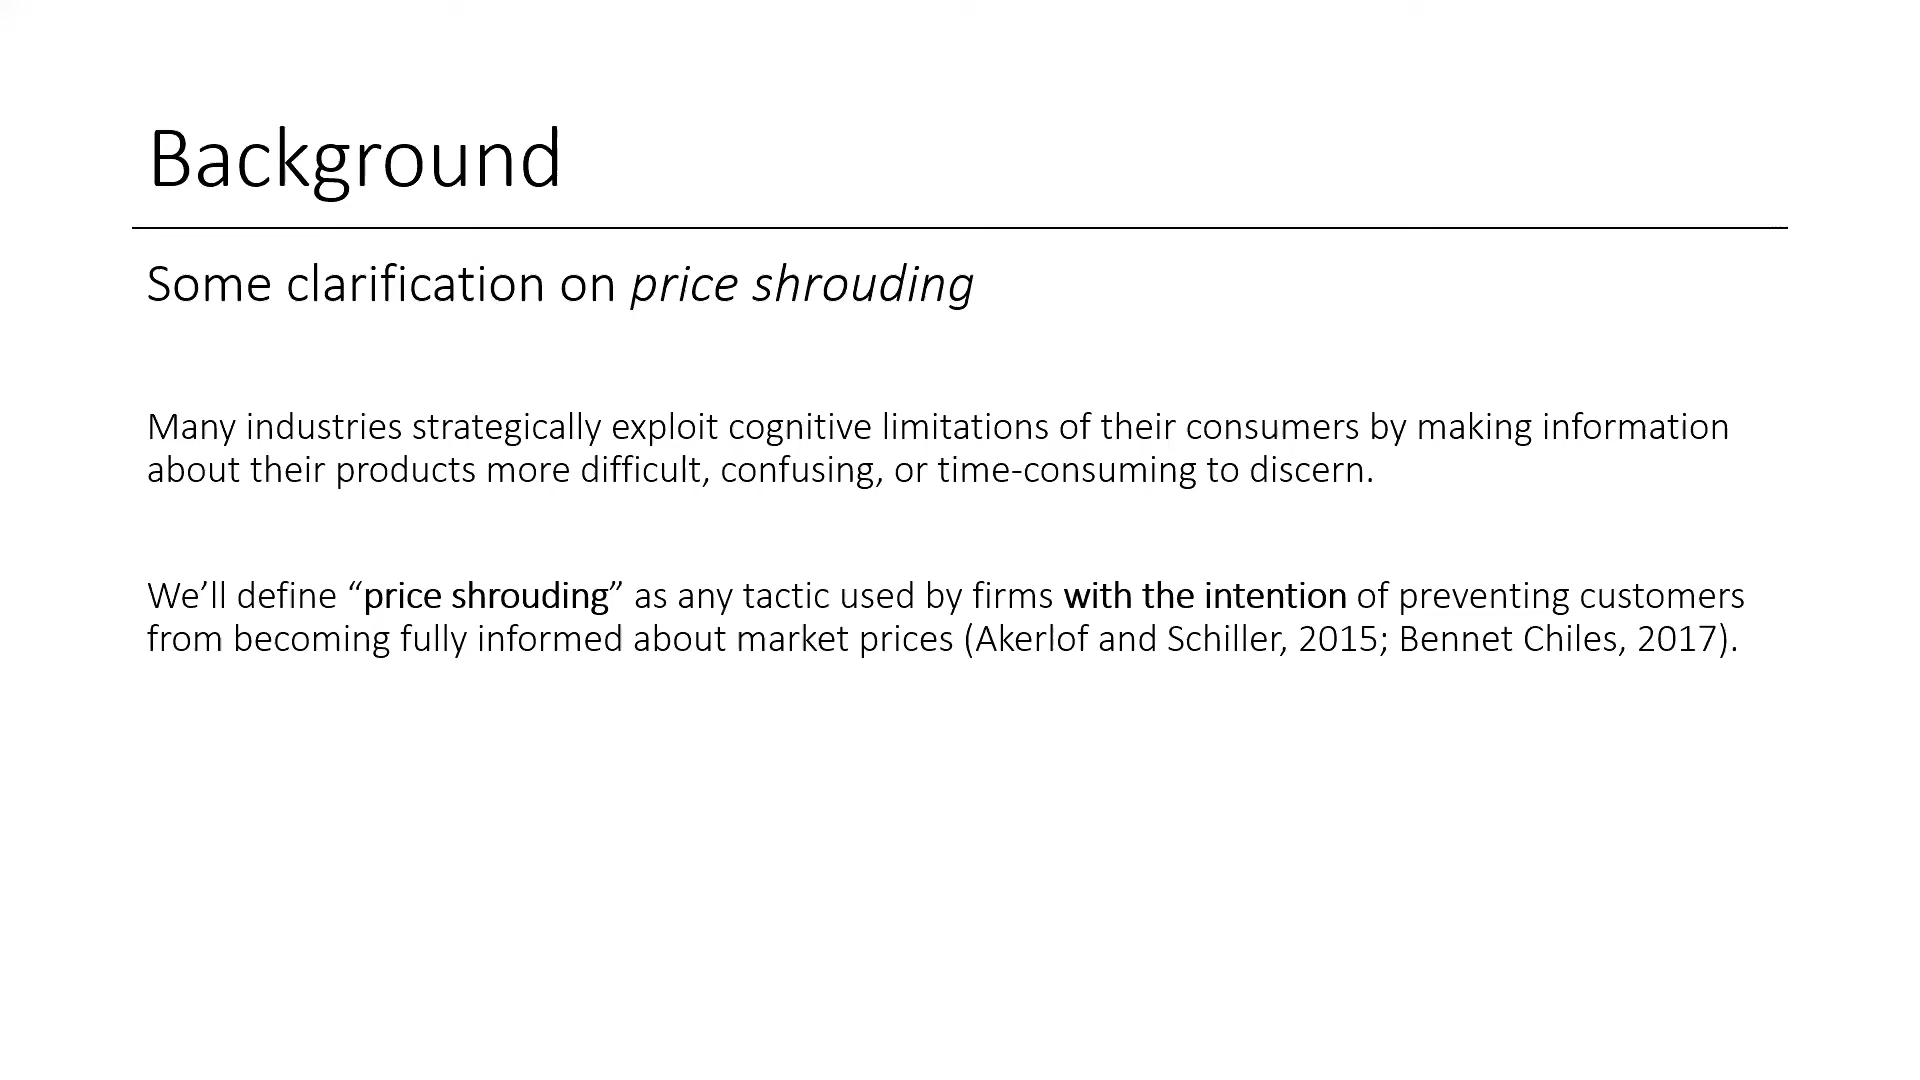 Background
Some clarification on price shrouding
Many industries strategically exploit cognitive limitations of their consumers by making information
about their products more difficult, confusing, or time-consuming to discern.
We’ll define “price shrouding” as any tactic used by firms with the intention of preventing customers
from becoming fully informed about market prices (Akerlof and Schiller, 2015; Bennet Chiles, 2017).